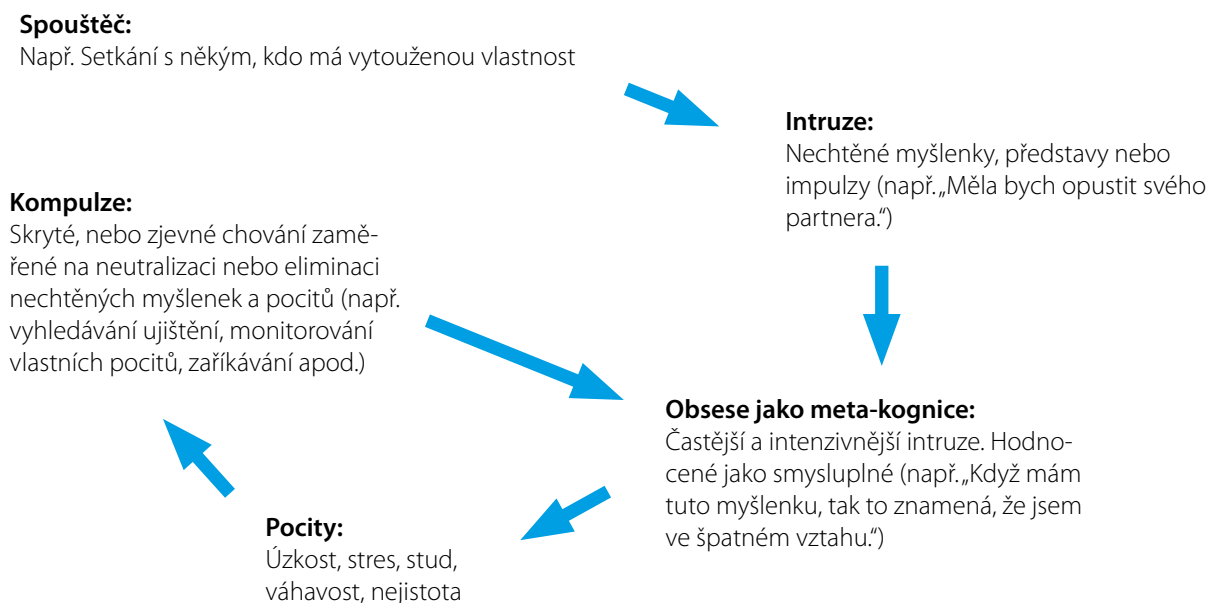 Spouštěč:
Např. Setkání s někým, kdo má vytouženou vlastnost
Intruze:
Nechtěné myšlenky, představy nebo
impulzy (např. „Měla bych opustit svého
partnera.“)
Kompulze:
Skryté, nebo zjevné chování zamě-
řené na neutralizaci nebo eliminaci
nechtěných myšlenek a pocitů (např.
vyhledávání ujištění, monitorování
vlastních pocitů, zaříkávání apod.)
Obsese jako meta-kognice:
Častější a intenzivnější intruze. Hodno-
cené jako smysluplné (např. „Když mám
tuto myšlenku, tak to znamená, že jsem
ve špatném vztahu.“)
Pocity:
Úzkost, stres, stud,
váhavost, nejistota